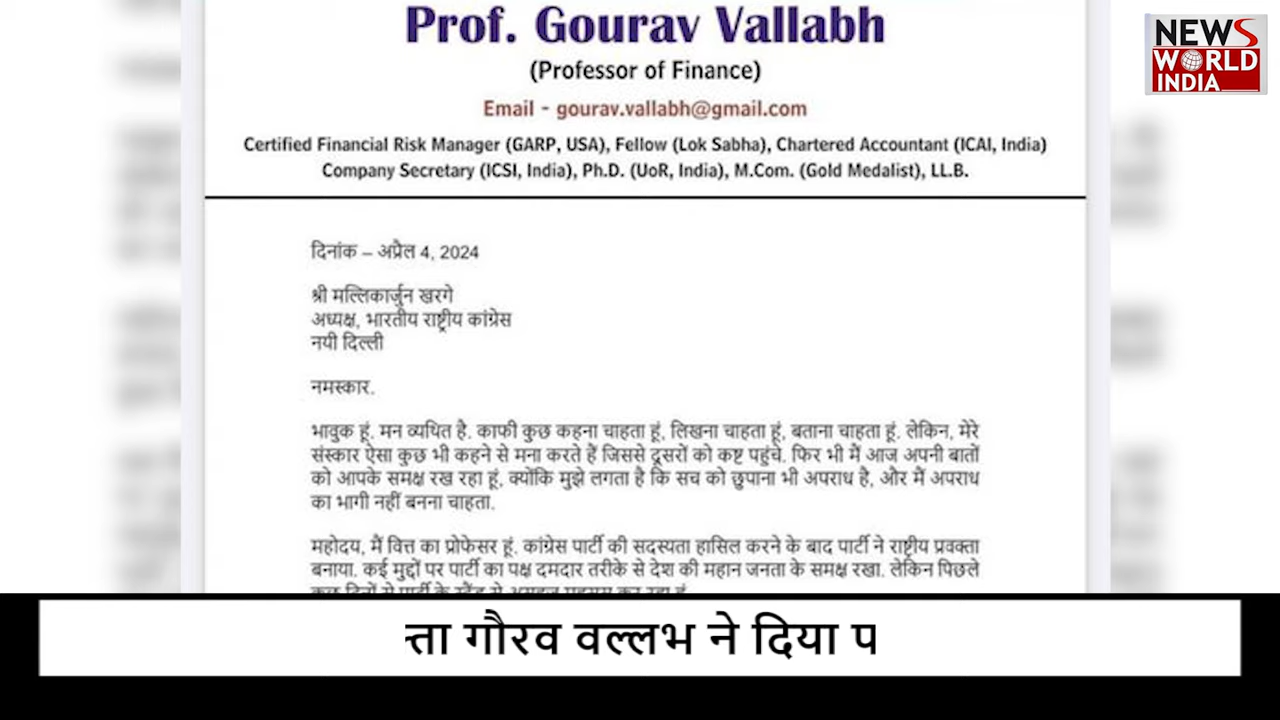 Prof. Gourav Vallabh
(Professor of Finance)
Email - gourav.vallabh@gmail.com
Certified Financial Risk Manager (GARP, USA), Fellow (Lok Sabha), Chartered Accountant (ICAI, India)
Company Secretary (ICSI, India), Ph.D. (UoR, India), M.Com. (Gold Medalist), LL.B.
दिनांक – अप्रैल 4, 2024
श्री मल्लिकार्जुन खरगे
अध्यक्ष, भारतीय राष्ट्रीय कांग्रेस
नयी दिल्ली
नमस्कार.
भावुक हूं. मन व्यथित है. काफी कुछ कहना चाहता हूं, लिखना चाहता हूं, बताना चाहता हूं. लेकिन, मेरे
संस्कार ऐसा कुछ भी कहने से मना करते हैं जिससे दूसरों को कष्ट पहुंचे. फिर भी मैं आज अपनी बातों
को आपके समक्ष रख रहा हूं, क्योंकि मुझे लगता है कि सच को छुपाना भी अपराध है, और मैं अपराध
का भागी नहीं बनना चाहता.
महोदय, मैं वित्त का प्रोफेसर हूं. कांग्रेस पार्टी की सदस्यता हासिल करने के बाद पार्टी ने राष्ट्रीय प्रवक्ता
बनाया. कई मुद्दों पर पार्टी का पक्ष दमदार तरीके से देश की महान जनता के समक्ष रखा. लेकिन पिछले
NEWS
WORLD
INDIA
त्ता गौरव वल्लभ ने दिया प